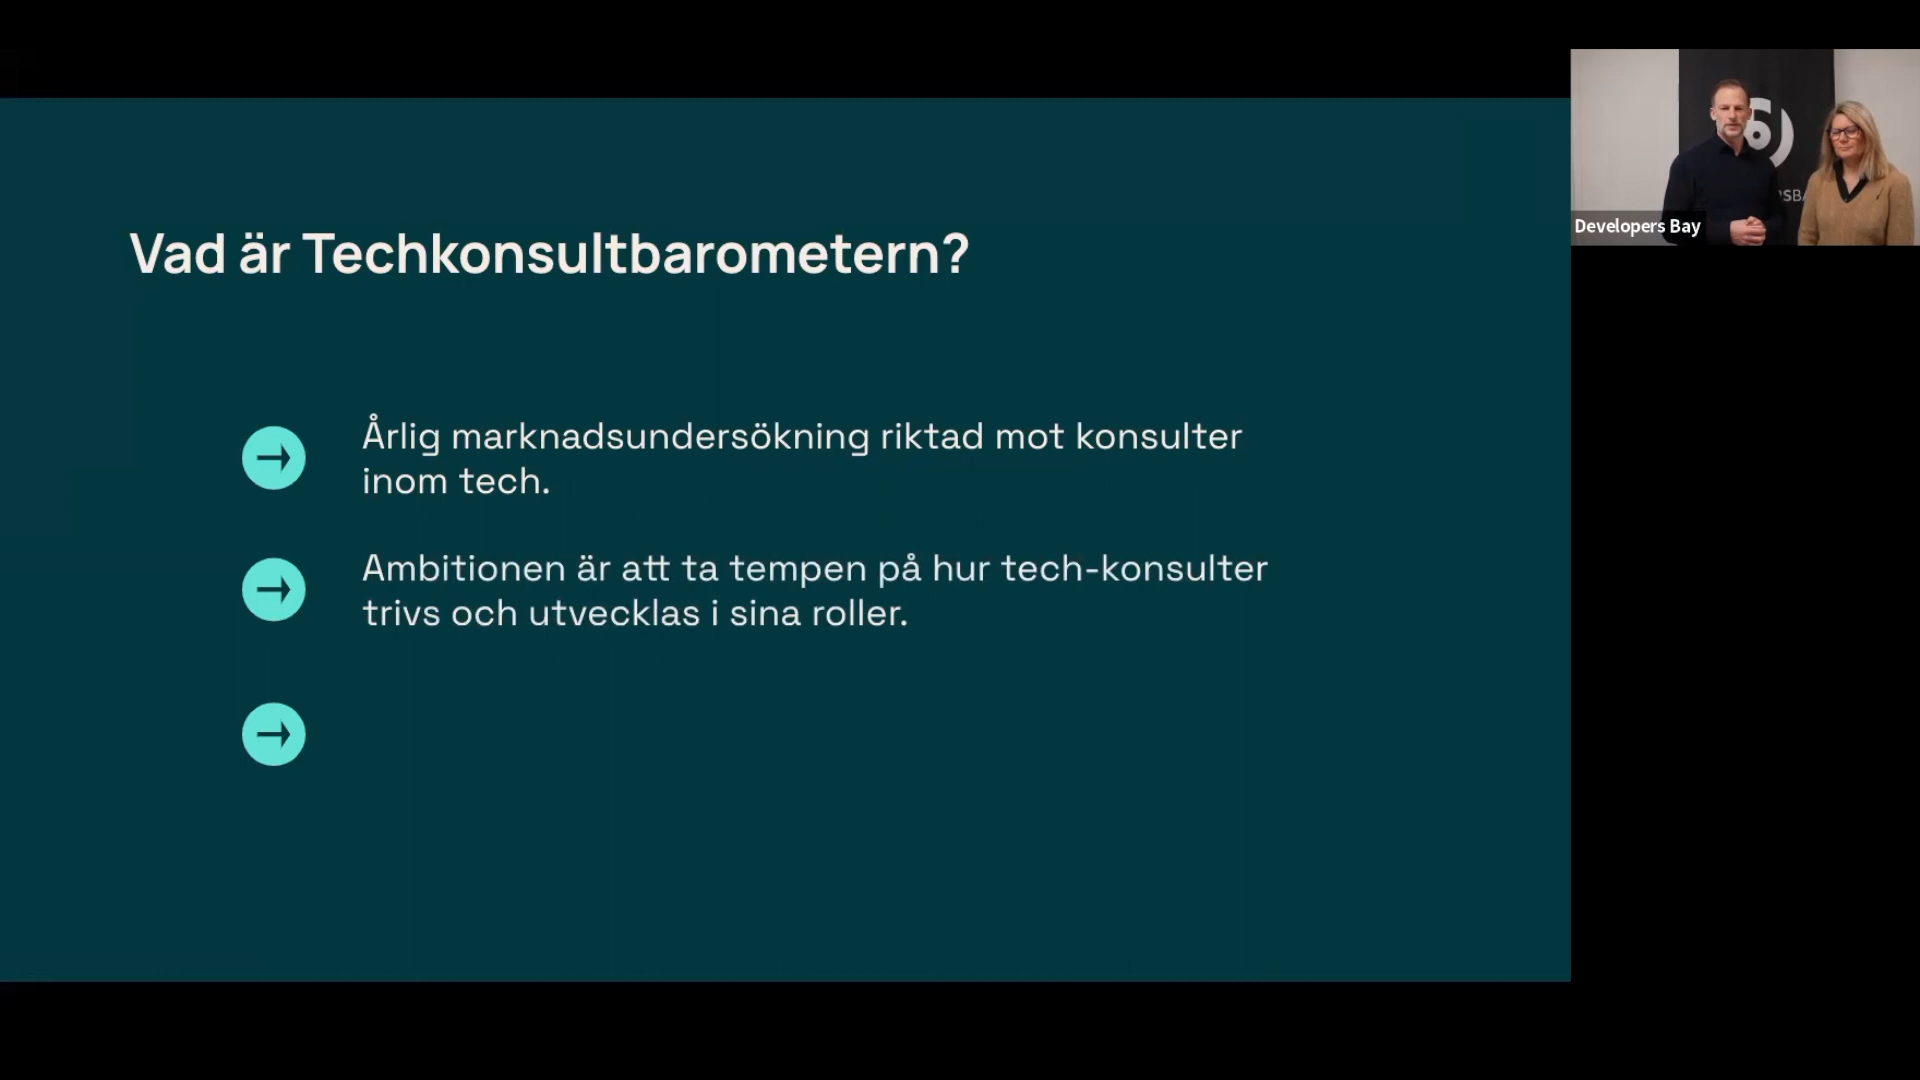 Vad är Techkonsultbarometern?
Årlig marknadsundersökning riktad mot konsulter
inom tech.
Ambitionen är att ta tempen på hur tech-konsulter
trivs och utvecklas i sina roller.
Developers Bay